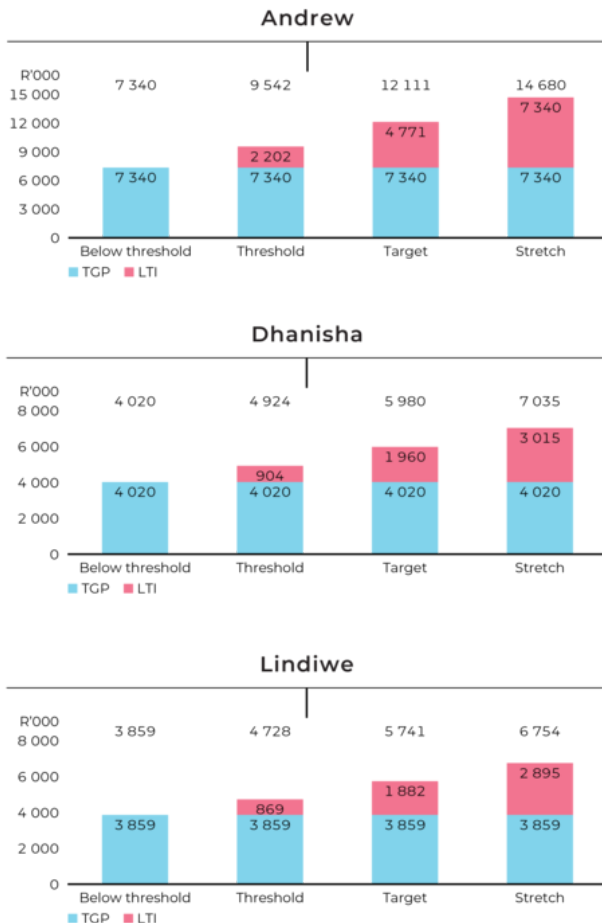 Andrew
R'000
7 340 9 542 12 111 14 680
15 000
7 340
12 000
4 771
9 000
2 202
7 340 7 340 7 340 7 340
6 000
3 000
0
Below threshold Threshold Target Stretch
TGP LTI
Dhanisha
R'000
4 020 4 924 5 980 7 035
8 000
3 015
6 000
1 960
904
4 000
4 020 4 020 4 020 4 020
2 000
0
Below threshold Threshold Target Stretch
TGP LTI
Lindiwe
R'000
3 859 4 728 5 741 6 754
8 000
2 895
6 000
1 882
869
4 000
3 859 3 859 3 859 3 859
2 000
0
Below threshold Threshold Target Stretch
TGP LTI